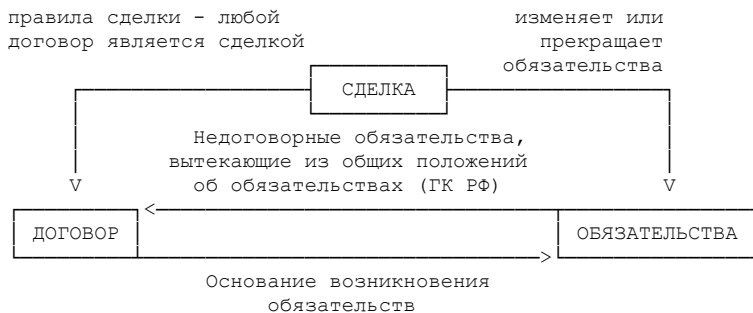 правила сделки - любой
договор является сделкой
изменяет или
прекращает
обязательства
СДЕЛКА
Недоговорные обязательства,
вытекающие из общих положений
об обязательствах (ГК РФ)
ДОГОВОР
ОБЯЗАТЕЛЬСТВА
Основание возникновения
обязательств